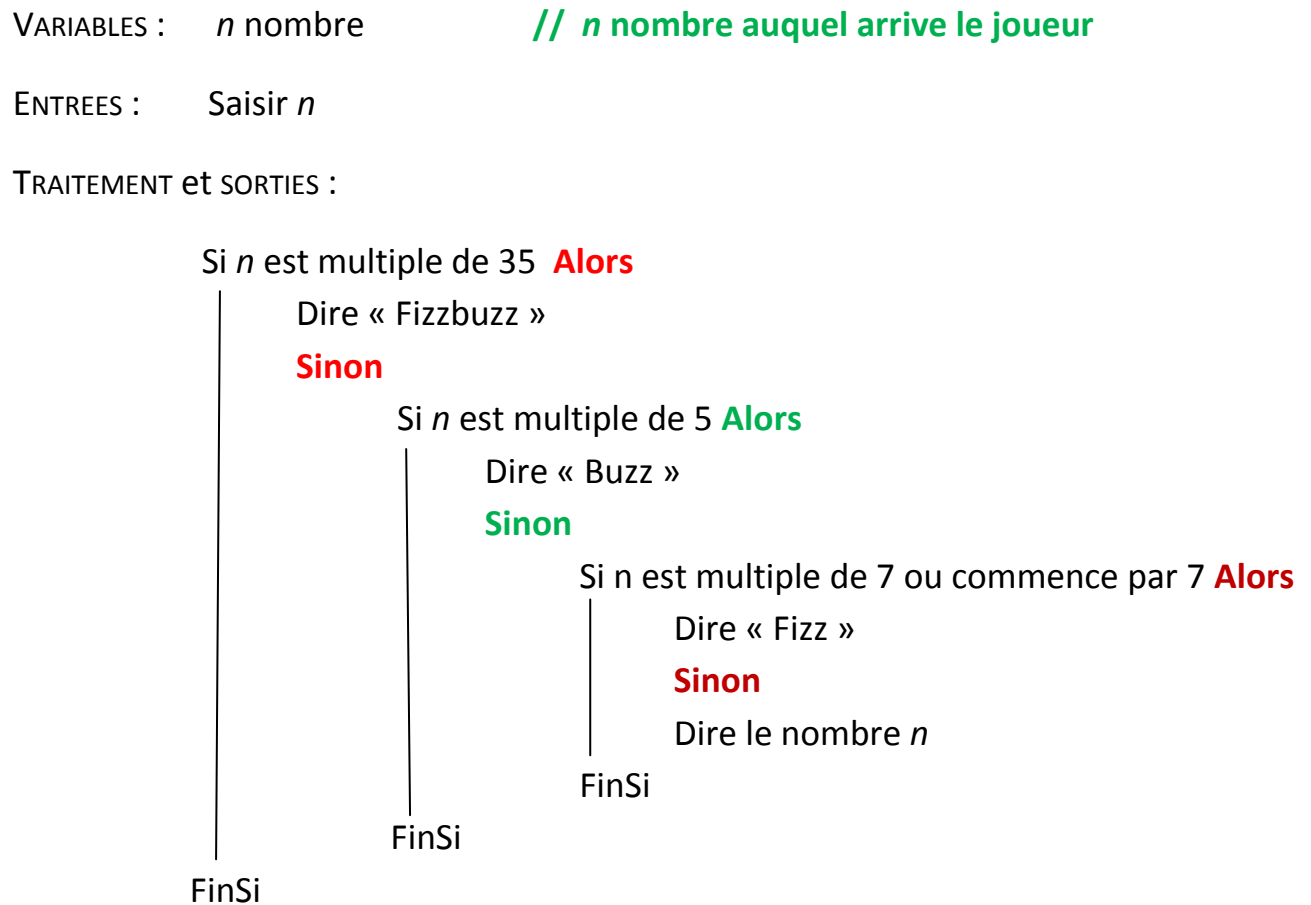 VARIABLES : n nombre // n nombre auquel arrive le joueur
ENTREES : Saisir n
TRAITEMENT et SORTIES :
Si n est multiple de 35 Alors
Dire « Fizzbuzz »
Sinon
Si n est multiple de 5 Alors
Dire « Buzz »
Sinon
Si n est multiple de 7 ou commence par 7 Alors
Dire « Fizz »
Sinon
Dire le nombre n
FinSi
FinSi
FinSi